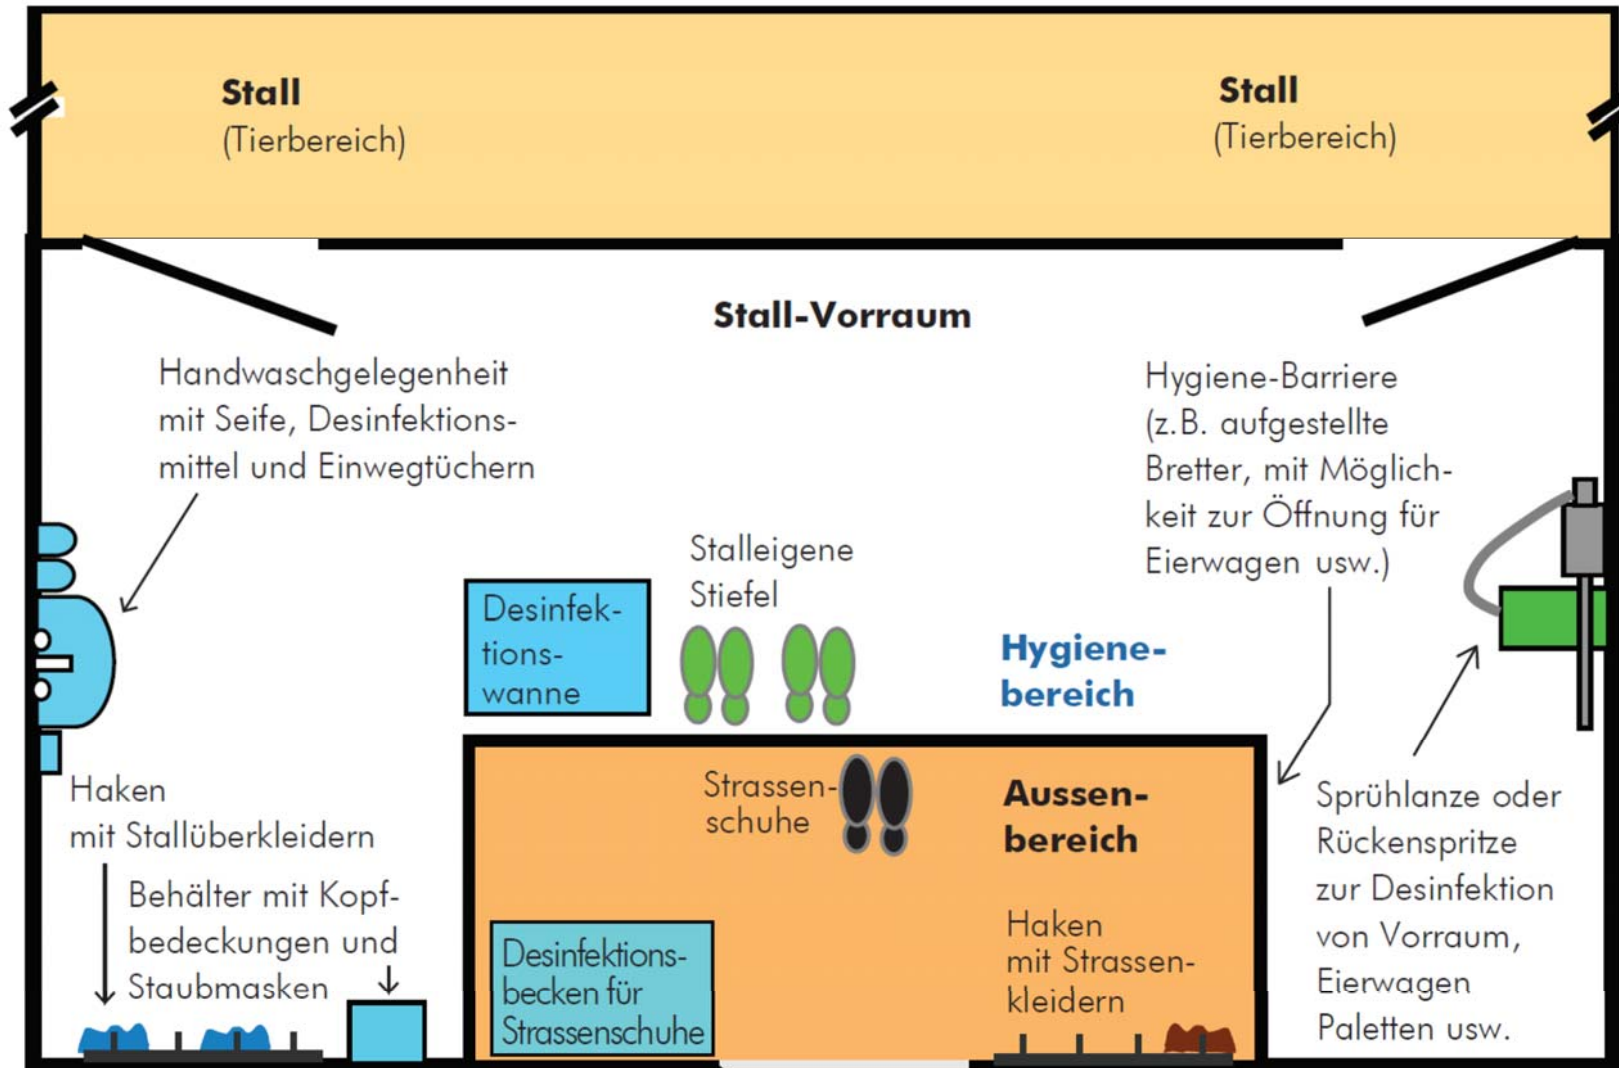 Stall
(Tierbereich)
Stall
(Tierbereich)
Stall-Vorraum
Handwaschgelegenheit
mit Seife, Desinfektions-
mittel und Einwegtüchern
Hygiene-Barriere
(z.B. aufgestellte
Bretter, mit Möglich-
keit zur Öffnung für
Eierwagen usw.)
Stalleigene
Stiefel
Desinfek-
tions-
wanne
Hygiene-
bereich
Haken
mit Stallüberkleidern
Behälter mit Kopf-
bedeckungen und
Staubmasken
Strassen-
schuhe
Aussen-
bereich
Desinfektions-
becken für
Strassenschuhe
Haken
mit Strassen-
kleidern
Sprühlanze oder
Rückenspritze
zur Desinfektion
von Vorraum,
Eierwagen
Paletten usw.